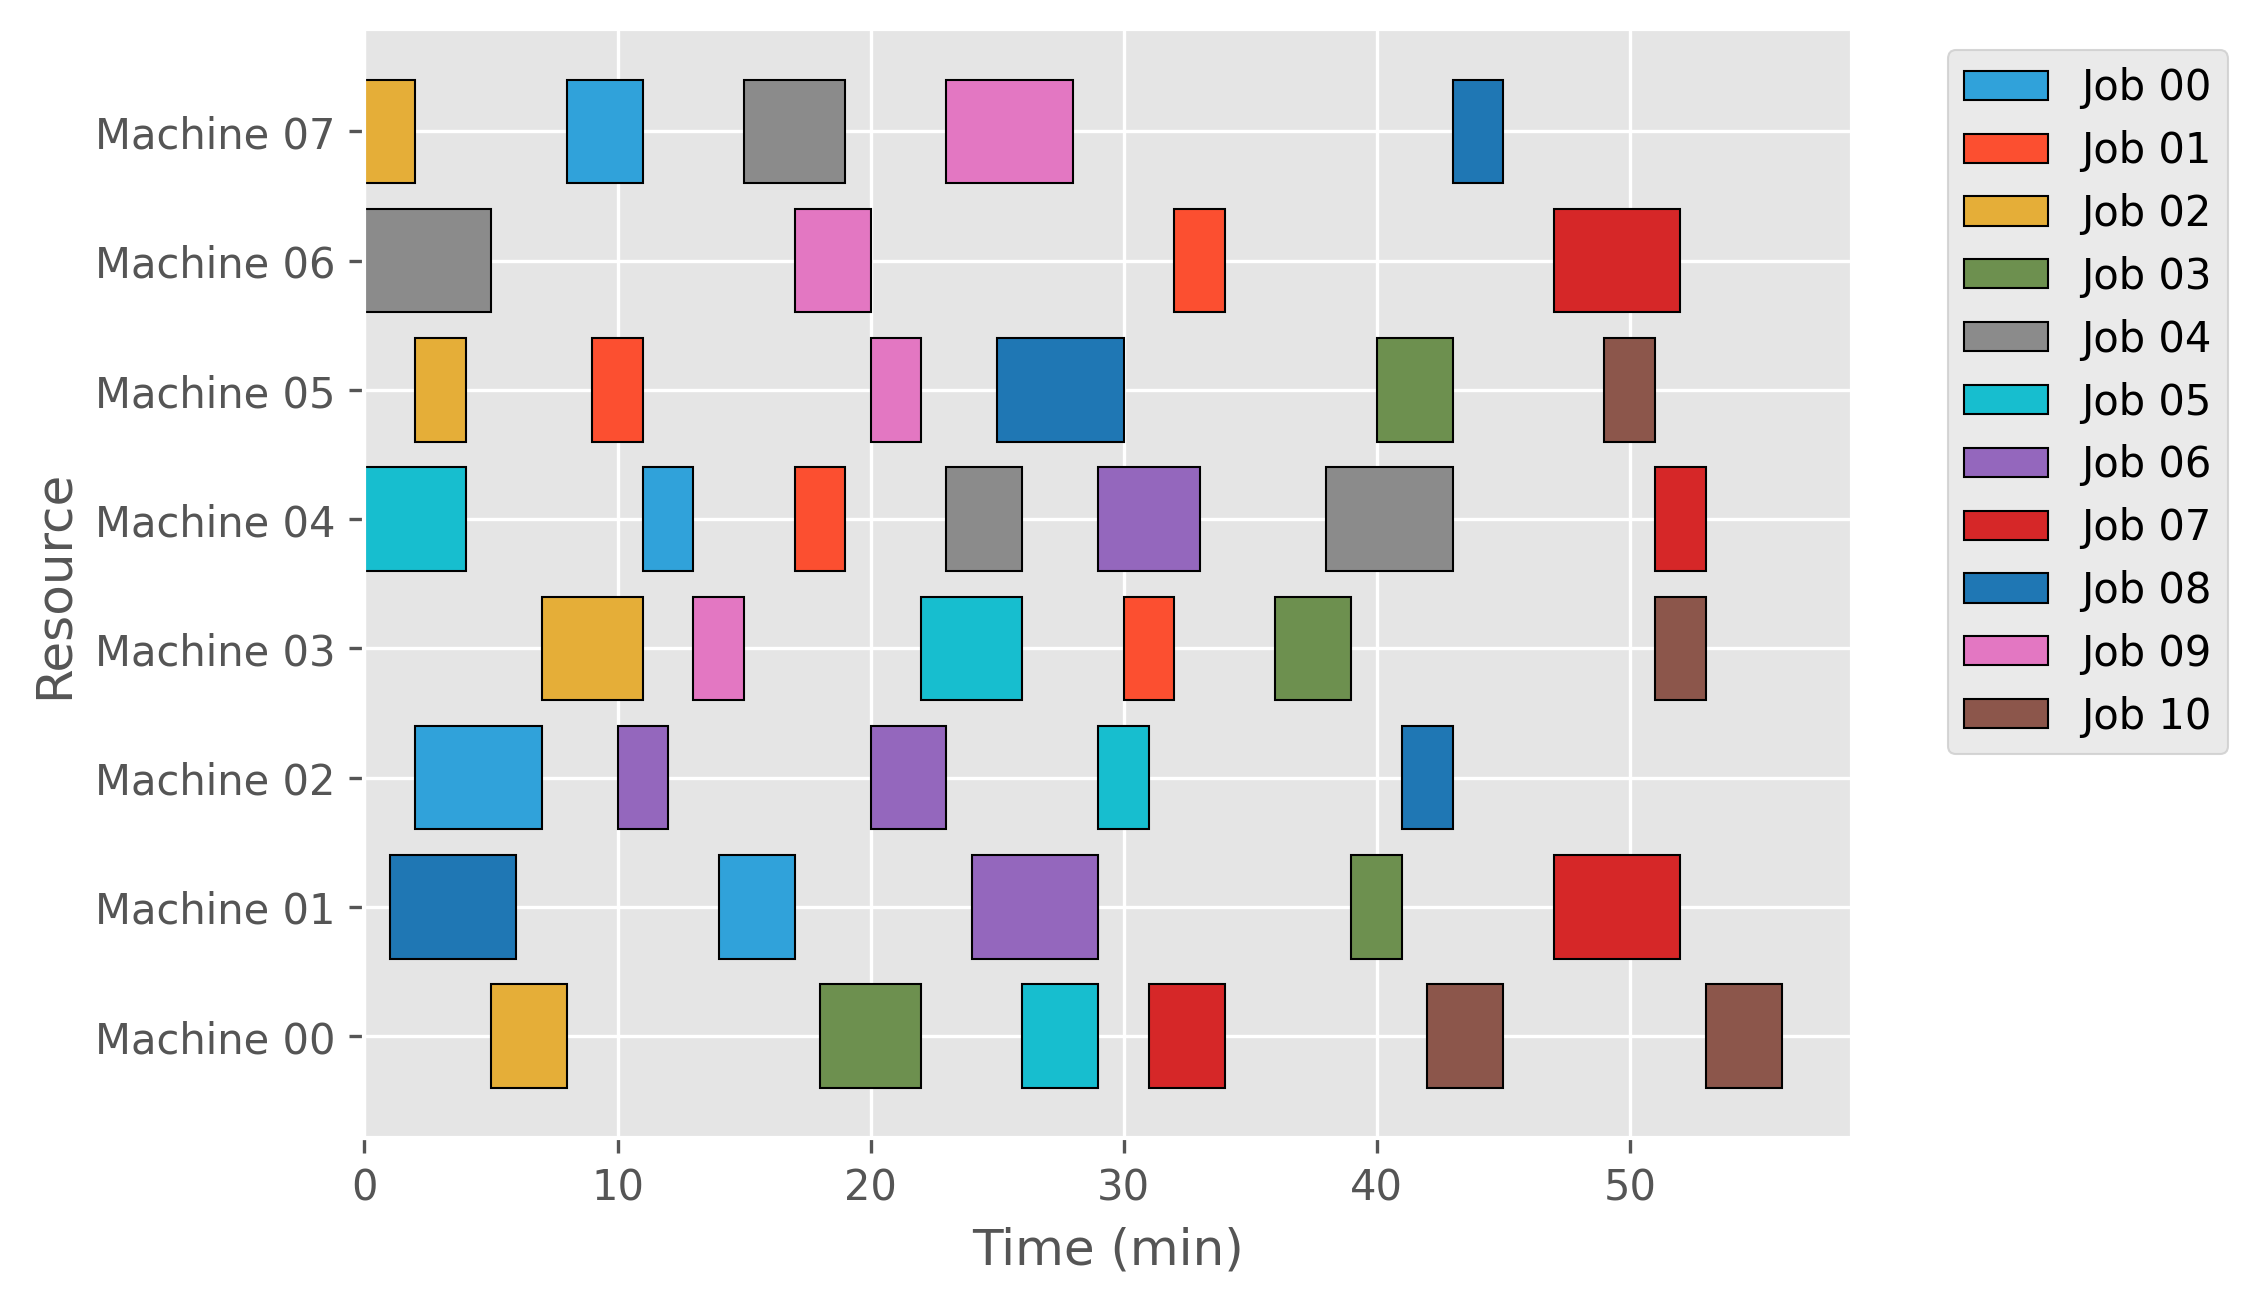 Machine 07
Machine 06
Machine 05
Machine 04
Machine 03
Machine 02
Machine 01
Machine 00
Resource
0 10 20 30 40 50
Time (min)
Job 00
Job 01
Job 02
Job 03
Job 04
Job 05
Job 06
Job 07
Job 08
Job 09
Job 10